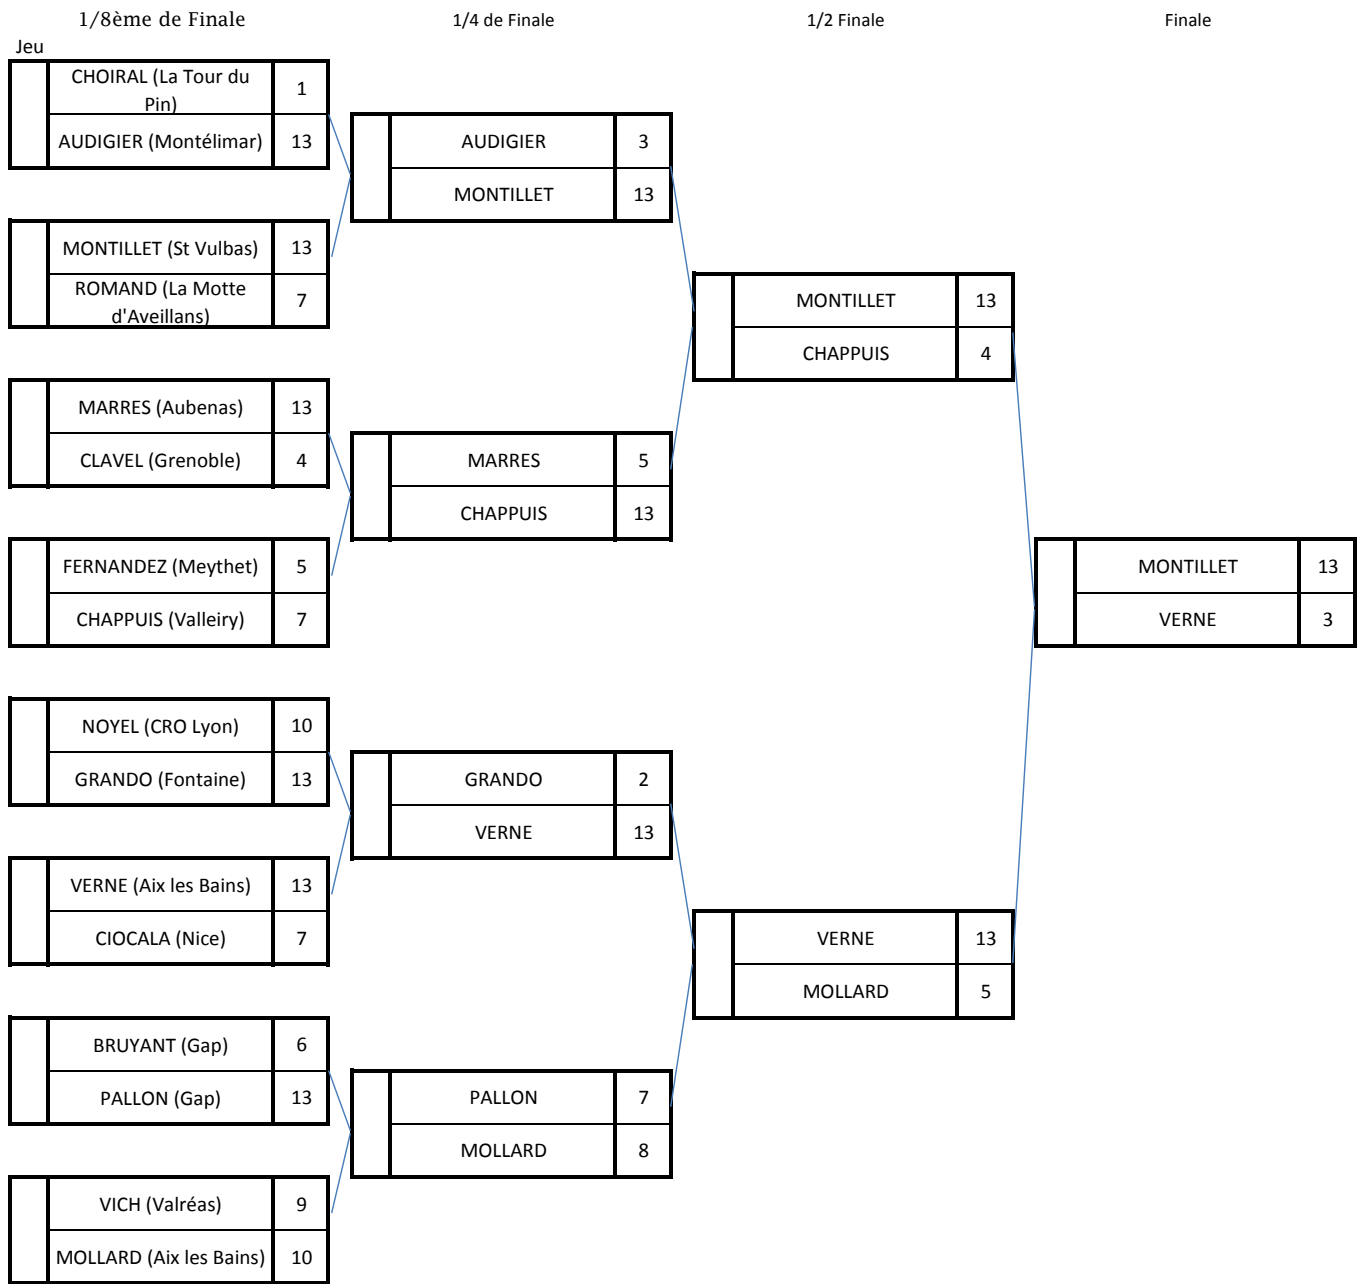 1/8ème de Finale
1/4 de Finale
1/2 Finale
Finale
Jeu
CHOIRAL (La Tour du
Pin)
1
AUDIGIER (Montélimar)
13
MONTILLET (St Vulbas)
13
ROMAND (La Motte
d'Aveillans)
7
MARRES (Aubenas)
13
CLAVEL (Grenoble)
4
FERNANDEZ (Meythet)
5
CHAPPUIS (Valleiry)
7
NOYEL (CRO Lyon)
10
GRANDO (Fontaine)
13
VERNE (Aix les Bains)
13
CIOCALA (Nice)
7
BRUYANT (Gap)
6
PALLON (Gap)
13
VICH (Valréas)
9
MOLLARD (Aix les Bains)
10
AUDIGIER
3
MONTILLET
13
MARRES
5
CHAPPUIS
13
GRANDO
2
VERNE
13
PALLON
7
MOLLARD
8
MONTILLET
13
CHAPPUIS
4
VERNE
13
MOLLARD
5
MONTILLET
13
VERNE
3